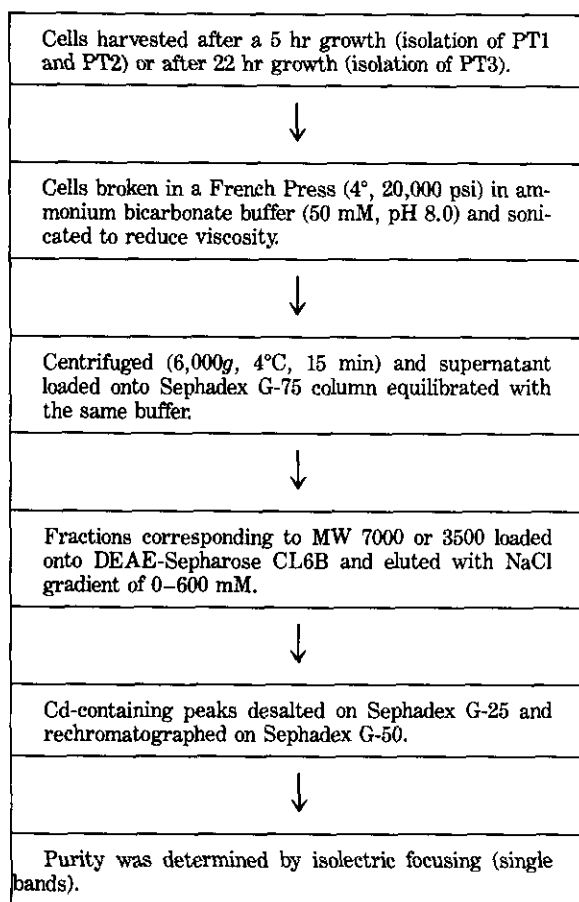 Cells harvested after a 5 hr growth (isolation of PT1
and PT2) or after 22 hr growth (isolation of PT3).
Cells broken in a French Press (4°, 20,000 psi) in am-
monium bicarbonate buffer (50 mM, pH 8.0) and soni-
cated to reduce viscosity.
Centrifuged (6,000g, 4°C, 15 min) and supernatant
loaded onto Sephadex G-75 column equilibrated with
the same buffer.
Fractions corresponding to MW 7000 or 3500 loaded
onto DEAE-Sepharose CL6B and eluted with NaCl
gradient of 0–600 mM.
Cd-containing peaks desalted on Sephadex G-25 and
rechromatographed on Sephadex G-50.
Purity was determined by isolectric focusing (single
bands).